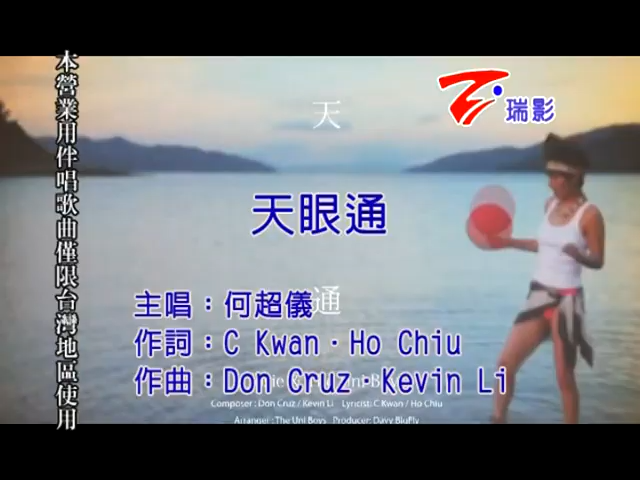 本營業用伴唱歌曲僅限台灣地區使用
瑞影
天
天眼通
通
主唱：何超儀
作詞：C Kwan·Ho Chiu
作曲：Don Cruz·Kevin Li
Composer : Don Cruz / Kevin Li Lyricist: C Kwan / Ho Chiu
Arranger : The Uni Boys Producer: Davy BluFly